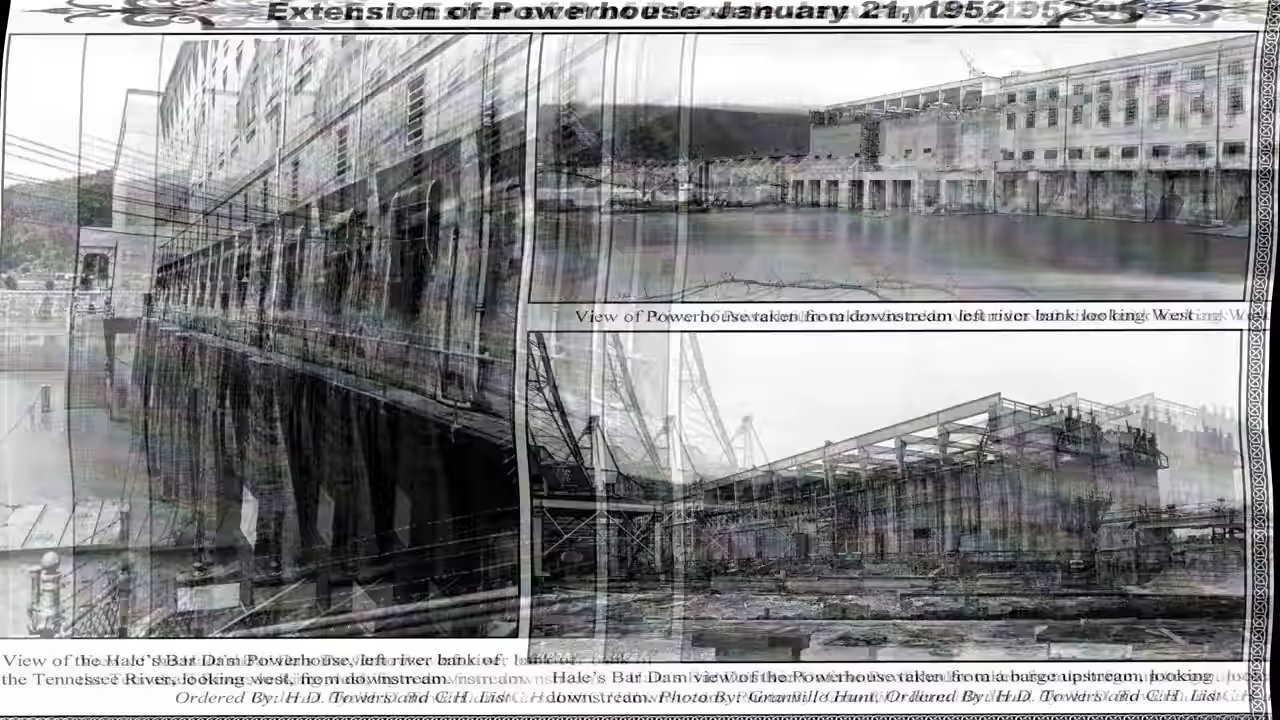 Extension of Powerhouse January 21, 1952
View of Powerhouse taken from downstream left river bank looking West.
View of the Hale's Bar Dam Powerhouse, left river bank of
the Tennessee River, looking west, from downstream.
Ordered By: H.D. Towers and C.H. List
Hale's Bar Dam view of the Powerhouse taken from a barge upstream, looking
downstream. Photo By: Granville Hunt, Ordered By: H.D. Towers and C.H. List